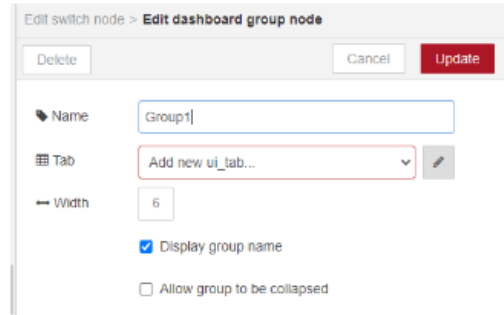 Edit switch node > Edit dashboard group node
Delete Cancel Update
Name Group1
Tab Add new ui_tab...
Width 6
Display group name
Allow group to be collapsed